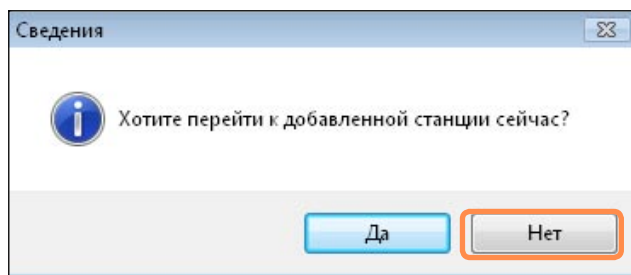 Сведения
Хотите перейти к добавленной станции сейчас?
Да
Нет